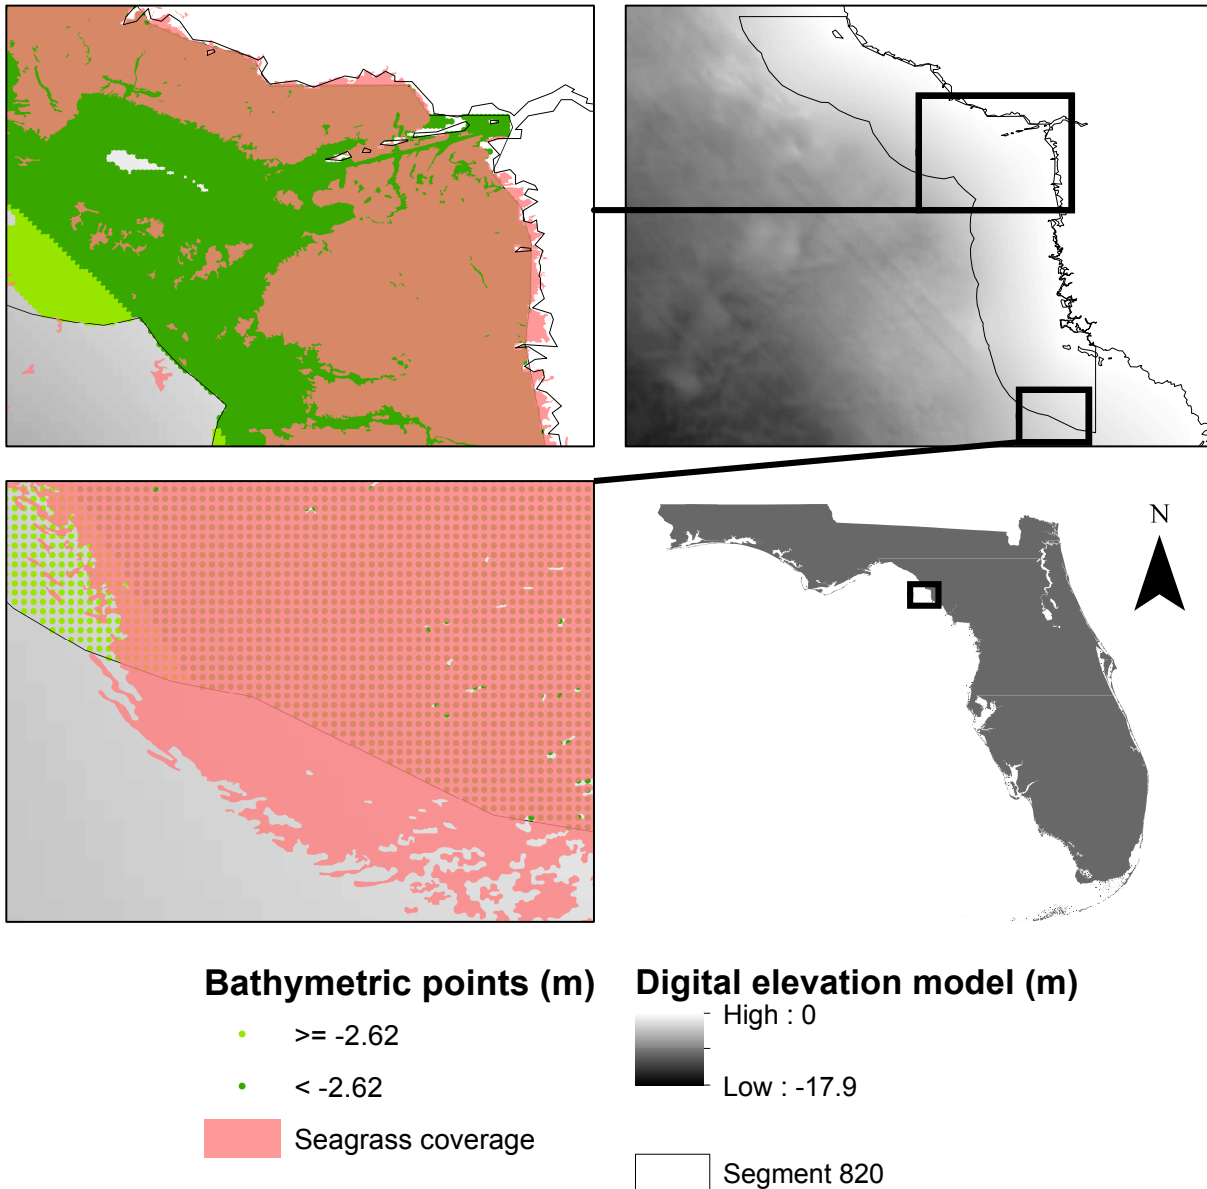 N
Bathymetric points (m)
>= -2.62
< -2.62
Seagrass coverage
Digital elevation model (m)
High : 0
Low : -17.9
Segment 820